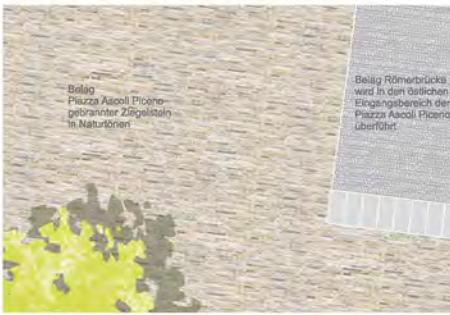 Belag
Piazza Ascoli Piceno
gebrannter Ziegelstein
in Naturtönen
Belag Römerbrücke
wird in den östlichen
Eingangsbereich der
Piazza Ascoli Piceno
überführt